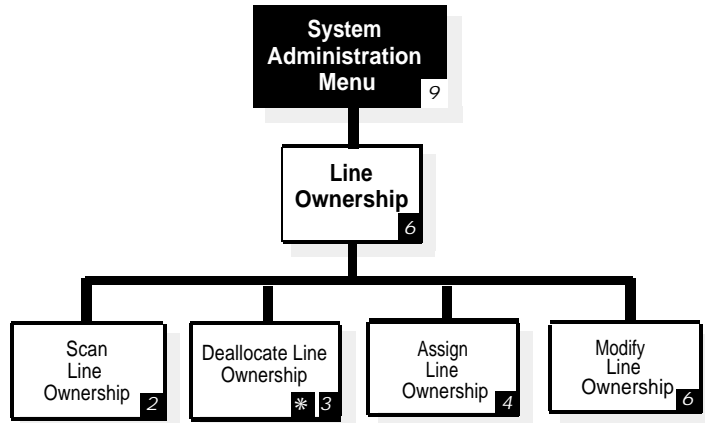 System
Administration
Menu
9
Line
Ownership
6
Scan
Line
Ownership
2
Deallocate Line
Ownership
* 3
Assign
Line
Ownership
4
Modify
Line
Ownership
6